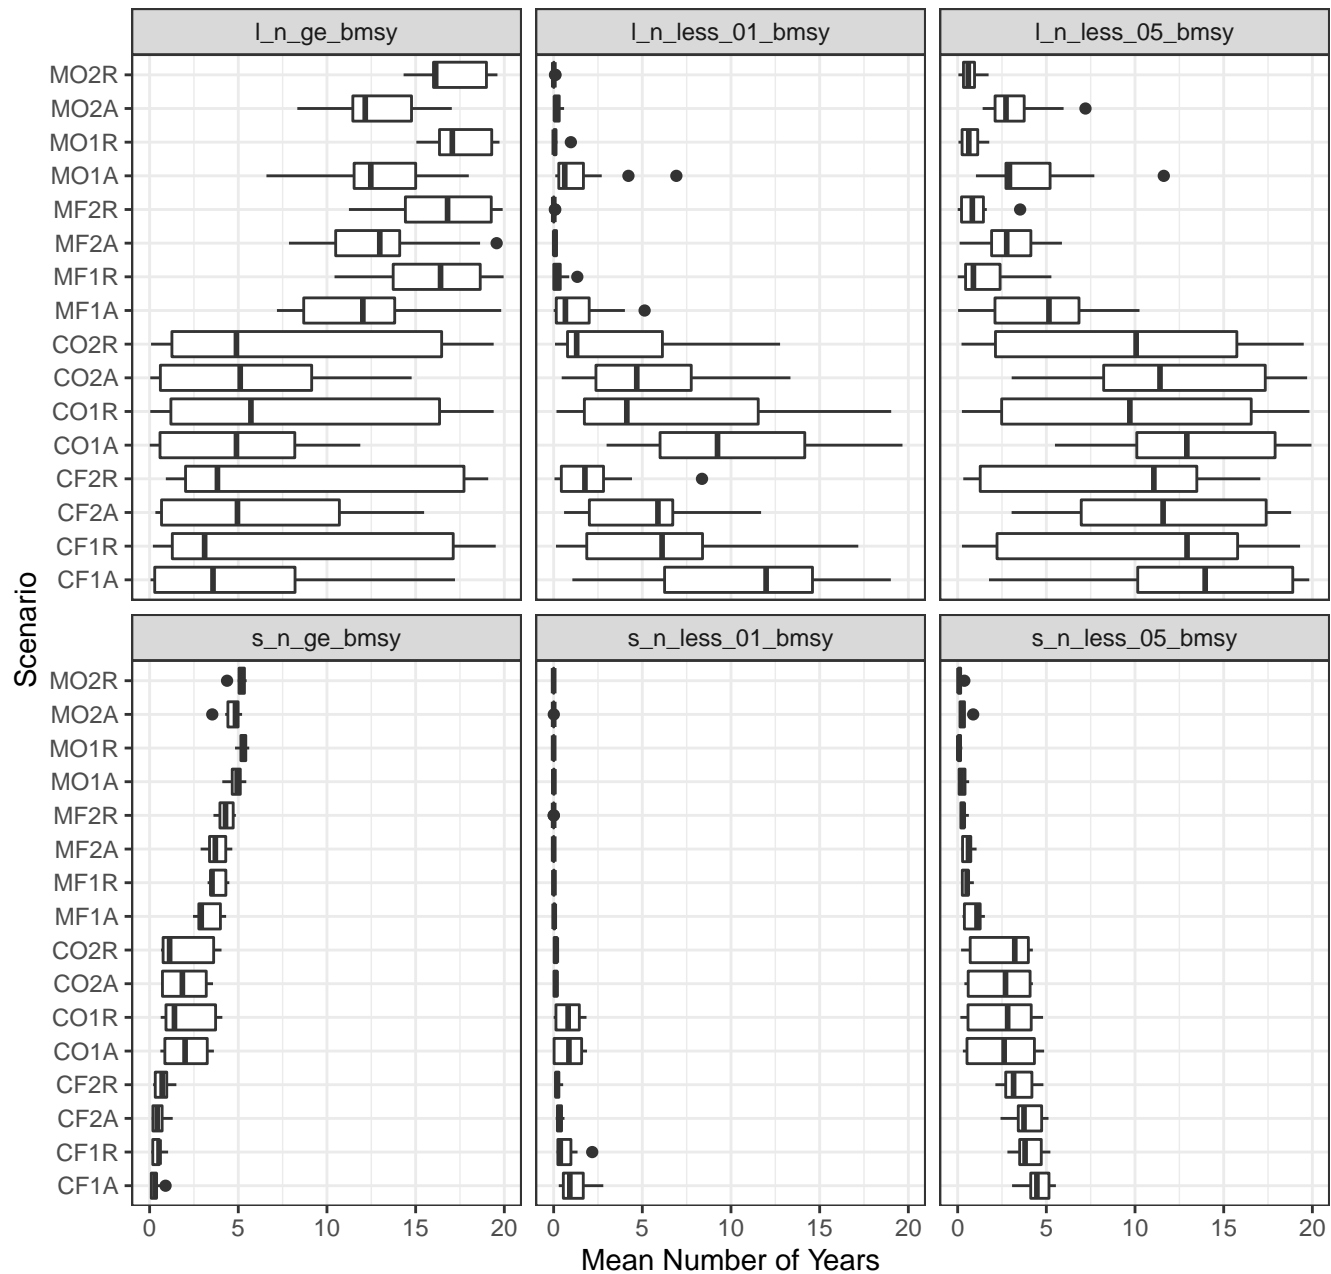 l_n_ge_bmsy
l_n_less_01_bmsy
l_n_less_05_bmsy
MO2R
MO2A
MO1R
MO1A
MF2R
MF2A
MF1R
MF1A
CO2R
CO2A
CO1R
CO1A
CF2R
CF2A
CF1R
CF1A
Scenario
s_n_ge_bmsy
s_n_less_01_bmsy
s_n_less_05_bmsy
MO2R
MO2A
MO1R
MO1A
MF2R
MF2A
MF1R
MF1A
CO2R
CO2A
CO1R
CO1A
CF2R
CF2A
CF1R
CF1A
0 5 10 15 20
0 5 10 15 20
0 5 10 15 20
Mean Number of Years